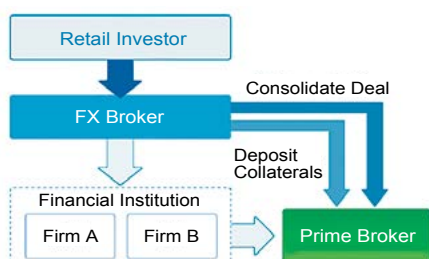 Retail Investor
Consolidate Deal
FX Broker
Deposit
Collaterals
Financial Institution
Firm A
Firm B
Prime Broker